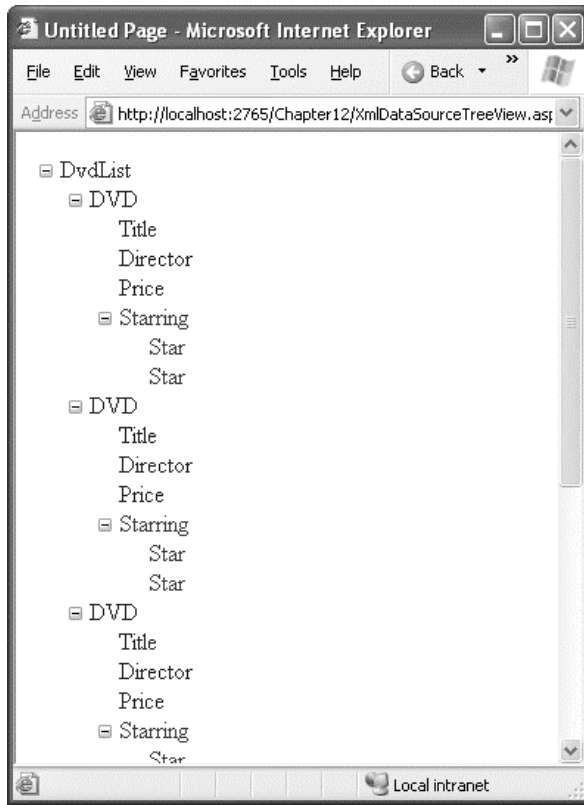 Untitled Page - Microsoft Internet Explorer
File Edit View Favorites Tools Help Back »
Address http://localhost:2765/Chapter12/XmlDataSourceTreeView.asp
DvdList
DVD
Title
Director
Price
Starring
Star
Star
DVD
Title
Director
Price
Starring
Star
Star
DVD
Title
Director
Price
Starring
Star
Local intranet